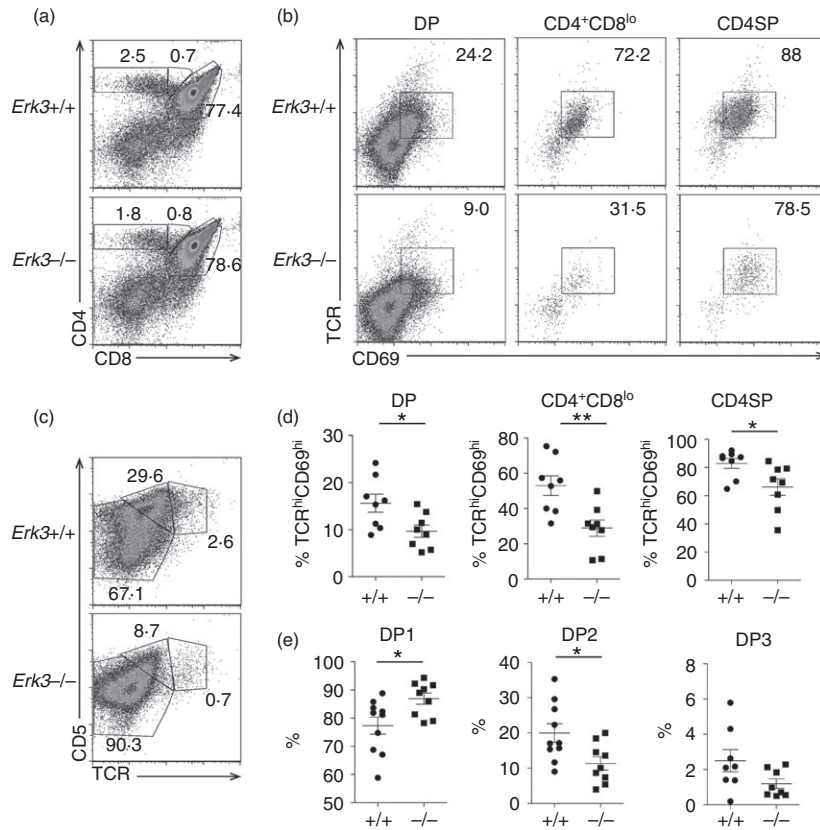 (a)
2·5 0·7
Erk3+/+
77·4
1·8 0·8
Erk3–/–
78·6
CD4
CD8
(b)
DP CD4+CD8lo CD4SP
24·2 72·2 88
Erk3+/+
9·0 31·5 78·5
Erk3–/–
TCR
CD69
(c)
29·6
Erk3+/+
2·6
67·1
8·7
Erk3–/–
0·7
90·3
CD5
TCR
(d)
DP
*
30
20
10
0
% TCRhiCD69hi
+/+ –/–
CD4+CD8lo
**
80
60
40
20
0
% TCRhiCD69hi
+/+ –/–
CD4SP
*
100
80
60
40
20
0
% TCRhiCD69hi
+/+ –/–
(e)
DP1
*
100
90
80
70
60
50
%
+/+ –/–
DP2
*
40
30
20
10
0
%
+/+ –/–
DP3
8
6
4
2
0
%
+/+ –/–